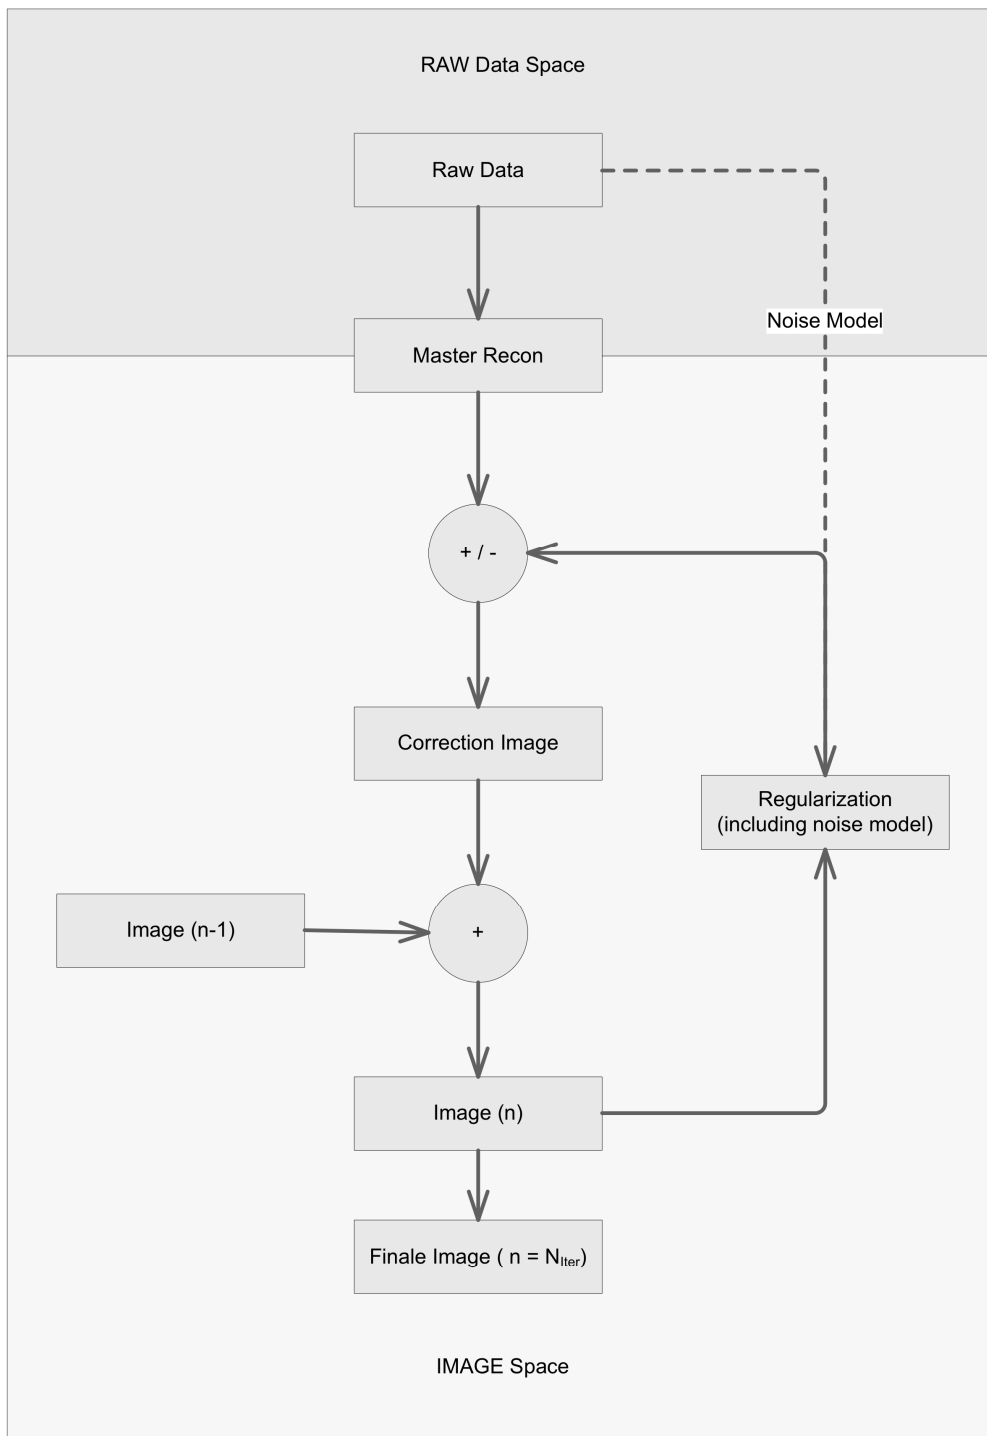 RAW Data Space
Raw Data
Noise Model
Master Recon
+ / -
Correction Image
Regularization
(including noise model)
Image (n-1)
+
Image (n)
Finale Image ( n = N_Iter)
IMAGE Space